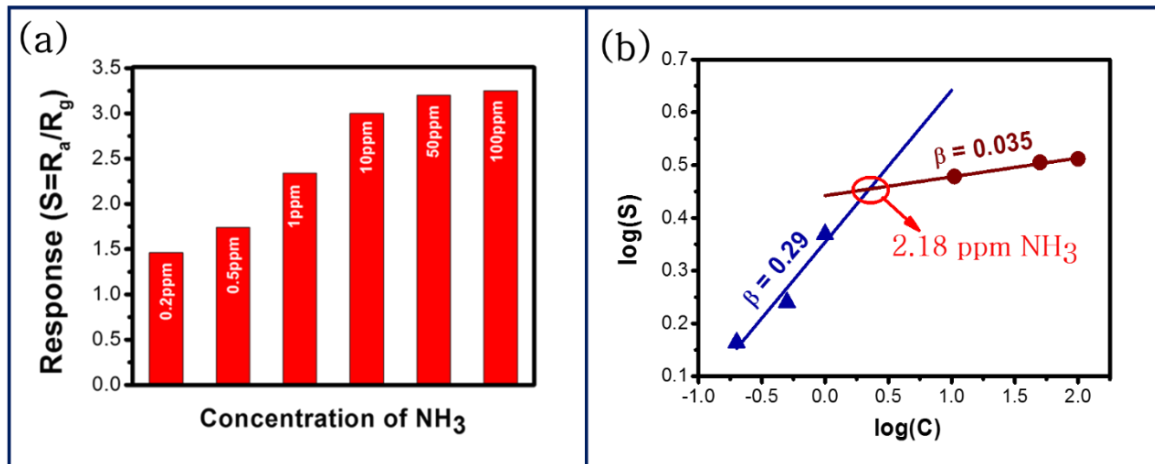 (a)
Response (S=Rₐ/R_g)
3.5
3.0
2.5
2.0
1.5
1.0
0.5
0.0
0.2ppm
0.5ppm
1ppm
10ppm
50ppm
100ppm
Concentration of NH₃
(b)
log(S)
0.7
0.6
0.5
0.4
0.3
0.2
0.1
β = 0.29
β = 0.035
2.18 ppm NH₃
-1.0 -0.5 0.0 0.5 1.0 1.5 2.0
log(C)